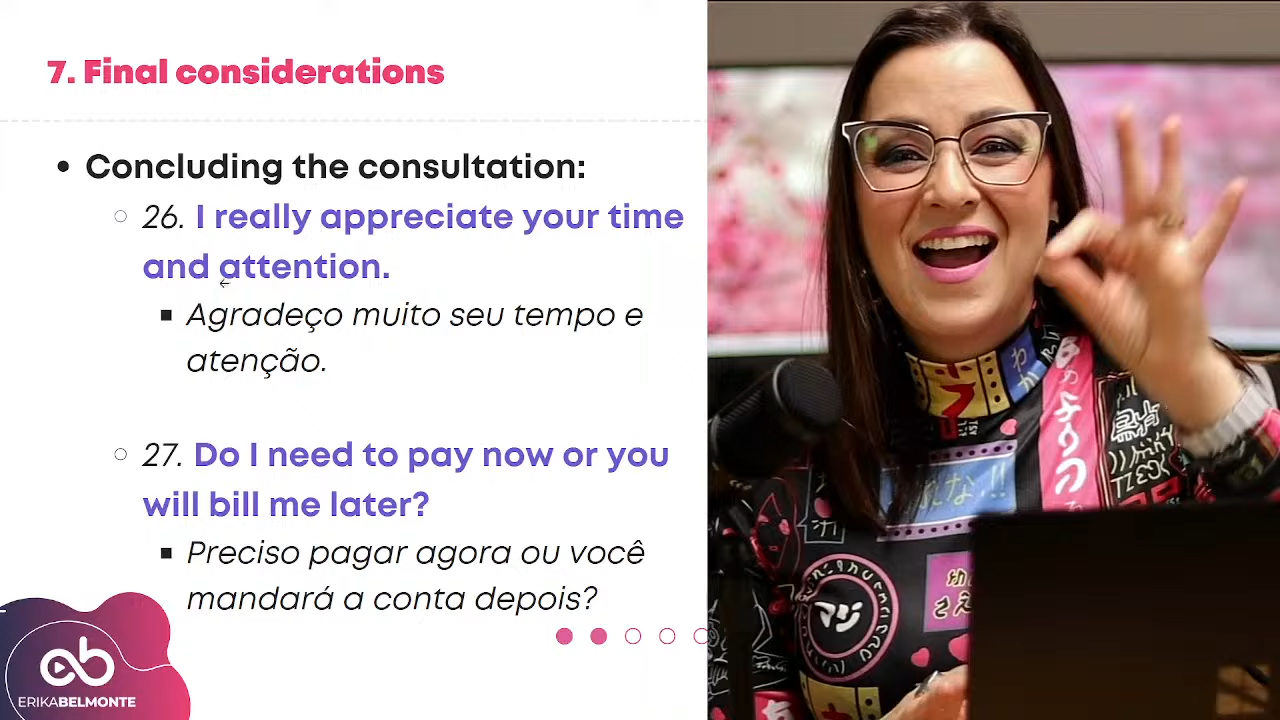 7. Final considerations
Concluding the consultation:
26. I really appreciate your time
and attention.
Agradeço muito seu tempo e
atenção.
27. Do I need to pay now or you
will bill me later?
Preciso pagar agora ou você
mandará a conta depois?
eb
ERIKABELMONTE